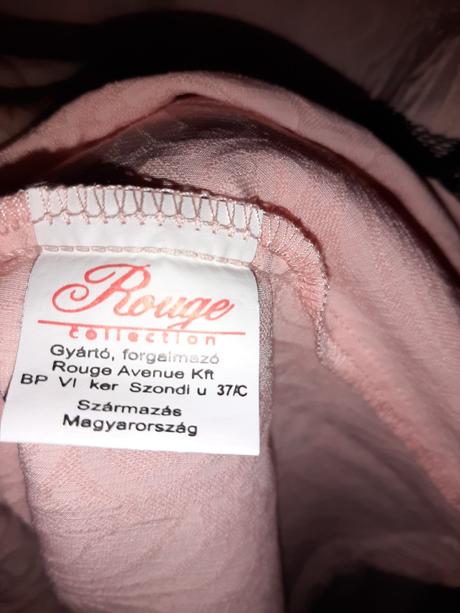 Rouge
collection
Gyártó, forgalmazó
Rouge Avenue Kft
BP VI ker Szondi u 37/C
Származás
Magyarország